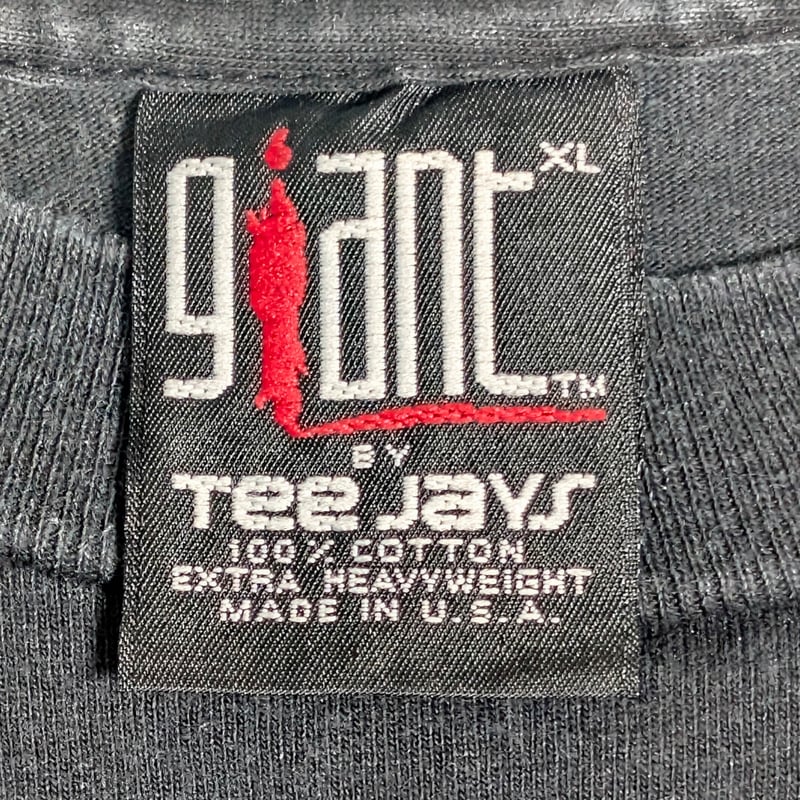 giant XL
TM
BY
Tee Jays
100% COTTON
EXTRA HEAVYWEIGHT
MADE IN U.S.A.